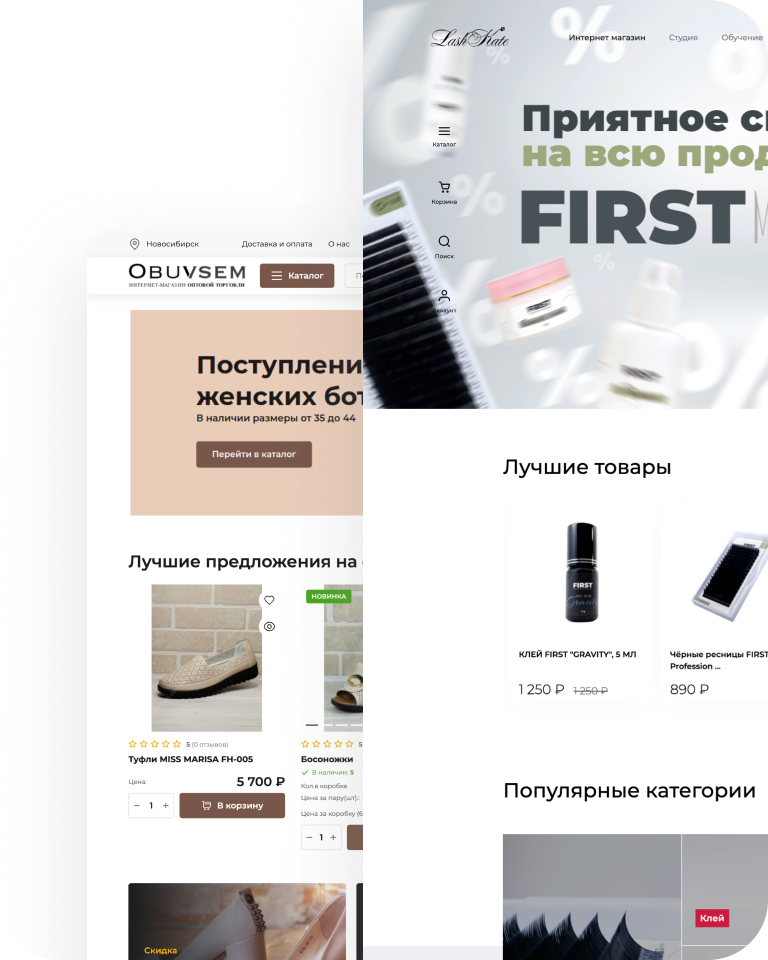 Lash Kate
Интернет магазин
Студия
Обучение
Приятное
на всю
FIRST
Каталог
Корзина
Поиск
Аккаунт
Лучшие товары
FIRST
КЛЕЙ FIRST "GRAVITY", 5 МЛ
1 250 ₽ 1 250 ₽
Чёрные ресницы FIRST
Profession ...
890 ₽
Популярные категории
Клей
Новосибирск
Доставка и оплата
О нас
OBUVSEM
ИНТЕРНЕТ-МАГАЗИН ОПТОВОЙ ТОРГОВЛИ
Каталог
Поступлени
женских бот
В наличии размеры от 35 до 44
Перейти в каталог
Лучшие предложения на
НОВИНКА
5 (0 отзывов)
Туфли MISS MARISA FH-005
Цена:
5 700 ₽
− 1 +
В корзину
5
Босоножки
В наличии: 5
Кол.в коробке
Цена за пару(шт).:
Цена за коробку (6
− 1 +
Скидка